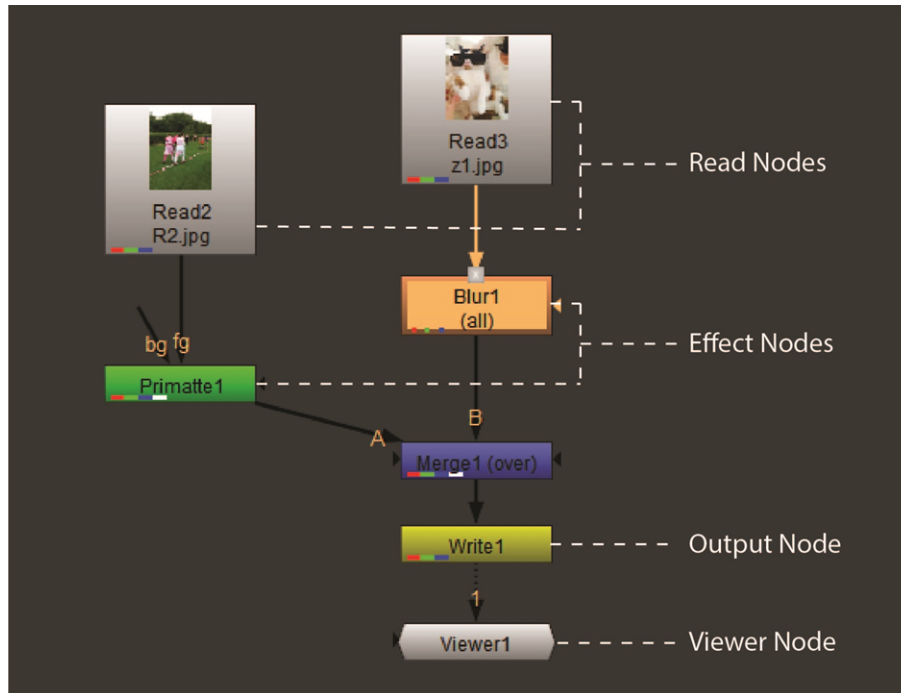 Read3
z1.jpg
Read Nodes
Read2
R2.jpg
Blur1
(all)
Effect Nodes
bg
fg
Primatte1
A
B
Merge1 (over)
Write1
Output Node
1
Viewer1
Viewer Node